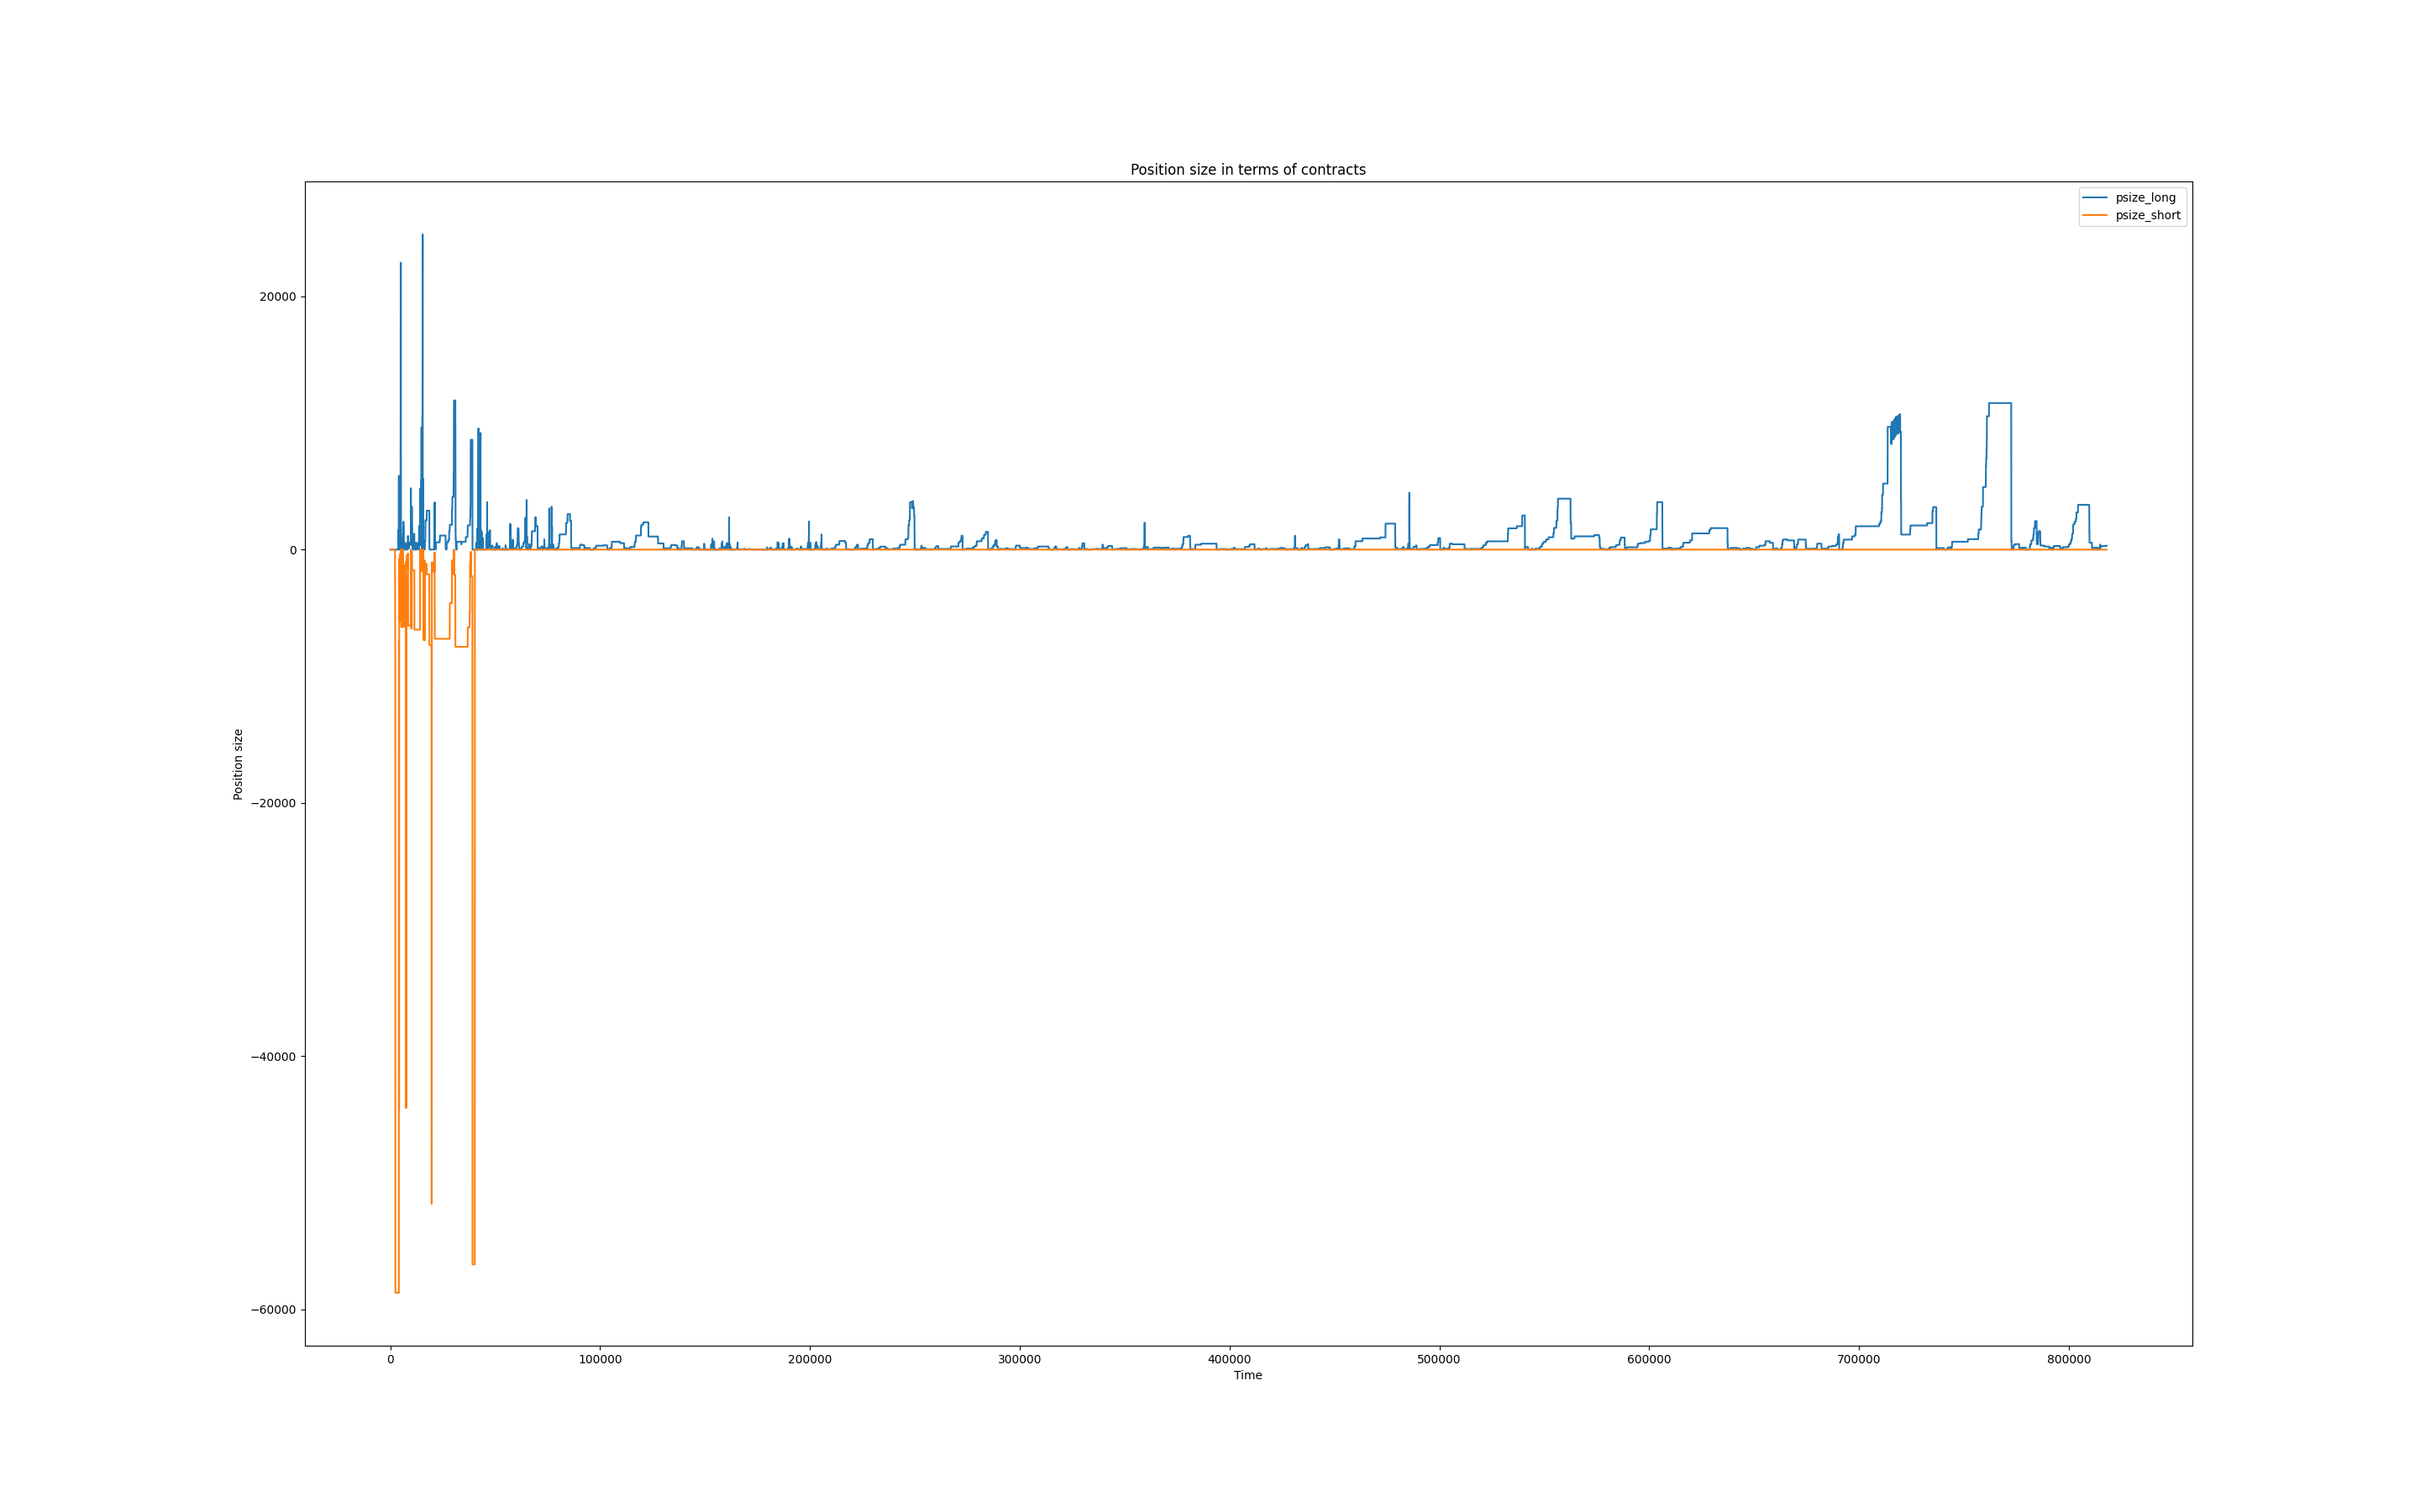 Position size in terms of contracts
psize_long
psize_short
20000
0
−20000
−40000
−60000
Position size
0
100000
200000
300000
400000
500000
600000
700000
800000
Time